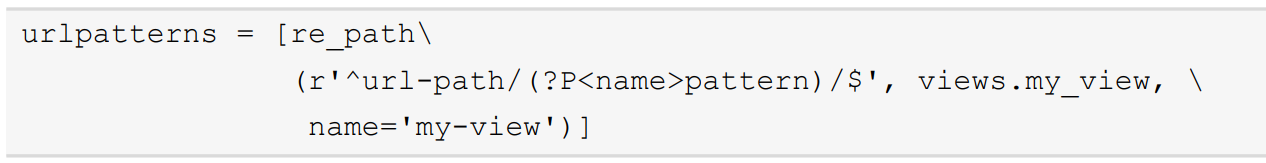 urlpatterns = [re_path\
(r'^url-path/(?P<name>pattern)/$', views.my_view, \
name='my-view')]